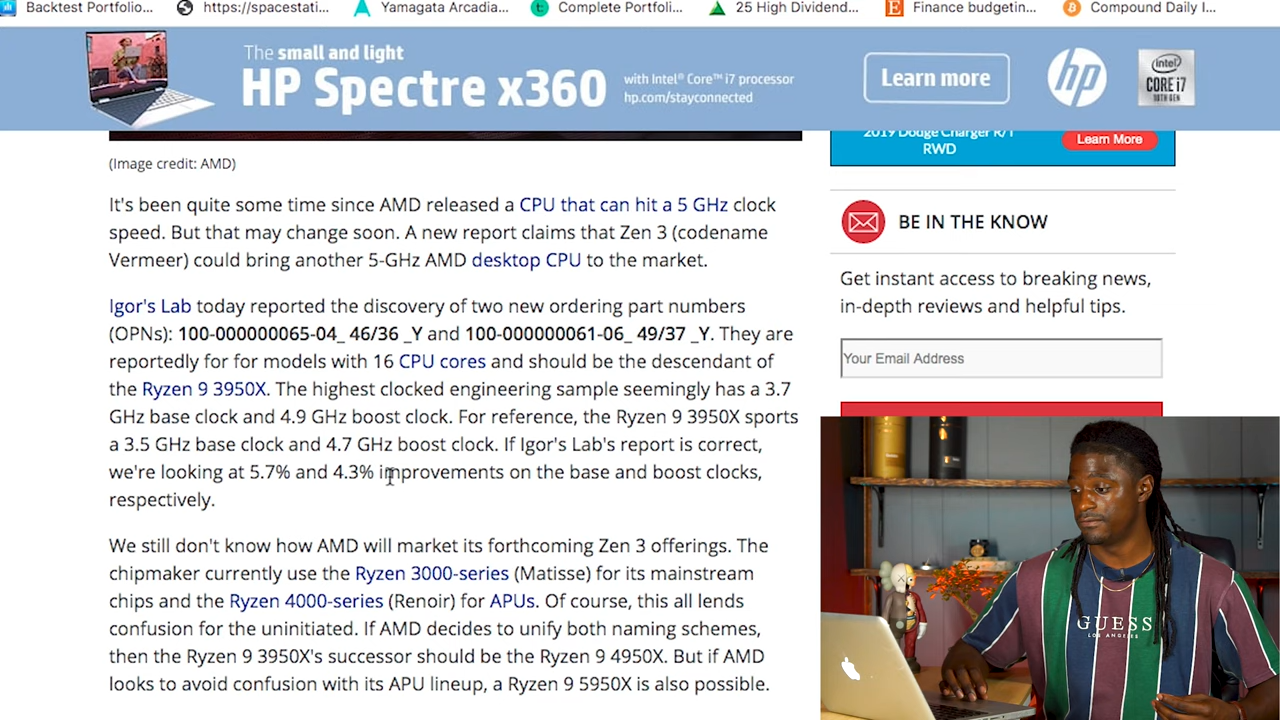 Backtest Portfolio...
https://spacestati...
Yamagata Arcadia...
Complete Portfoli...
25 High Dividend...
Finance budgetin...
Compound Daily I...
The small and light
HP Spectre x360
with Intel® Core™ i7 processor
hp.com/stayconnected
Learn more
hp
intel
CORE i7
10TH GEN
2019 Dodge Charger R/T
RWD
Learn More
(Image credit: AMD)
It's been quite some time since AMD released a CPU that can hit a 5 GHz clock
speed. But that may change soon. A new report claims that Zen 3 (codename
Vermeer) could bring another 5-GHz AMD desktop CPU to the market.
Igor's Lab today reported the discovery of two new ordering part numbers
(OPNs): 100-000000065-04_ 46/36 _Y and 100-000000061-06_ 49/37 _Y. They are
reportedly for for models with 16 CPU cores and should be the descendant of
the Ryzen 9 3950X. The highest clocked engineering sample seemingly has a 3.7
GHz base clock and 4.9 GHz boost clock. For reference, the Ryzen 9 3950X sports
a 3.5 GHz base clock and 4.7 GHz boost clock. If Igor's Lab's report is correct,
we're looking at 5.7% and 4.3% improvements on the base and boost clocks,
respectively.
We still don't know how AMD will market its forthcoming Zen 3 offerings. The
chipmaker currently use the Ryzen 3000-series (Matisse) for its mainstream
chips and the Ryzen 4000-series (Renoir) for APUs. Of course, this all lends
confusion for the uninitiated. If AMD decides to unify both naming schemes,
then the Ryzen 9 3950X's successor should be the Ryzen 9 4950X. But if AMD
looks to avoid confusion with its APU lineup, a Ryzen 9 5950X is also possible.
BE IN THE KNOW
Get instant access to breaking news,
in-depth reviews and helpful tips.
Your Email Address
GUESS
LOS ANGELES